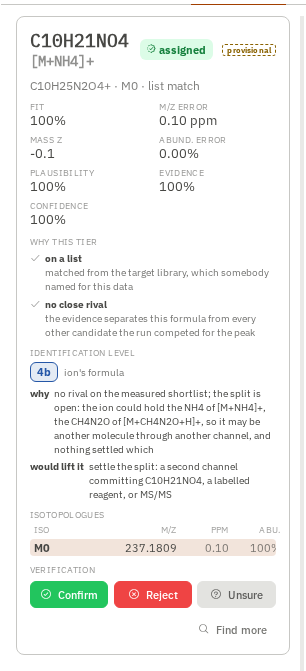 C10H21NO4
[M+NH4]+
assigned
provisional
C10H25N2O4+ · M0 · list match
FIT M/Z ERROR
100% 0.10 ppm
MASS Z ABUND. ERROR
-0.1 0.00%
PLAUSIBILITY EVIDENCE
100% 100%
CONFIDENCE
100%
WHY THIS TIER
on a list
matched from the target library, which somebody
named for this data
no close rival
the evidence separates this formula from every
other candidate the run competed for the peak
IDENTIFICATION LEVEL
4b ion's formula
why no rival on the measured shortlist; the split is
open: the ion could hold the NH4 of [M+NH4]+,
the CH4N2O of [M+CH4N2O+H]+, so it may be
another molecule through another channel, and
nothing settled which
would lift it settle the split: a second channel
committing C10H21NO4, a labelled
reagent, or MS/MS
ISOTOPOLOGUES
ISO M/Z PPM ABU.
M0 237.1809 0.10 100%
VERIFICATION
Confirm Reject Unsure
Find more